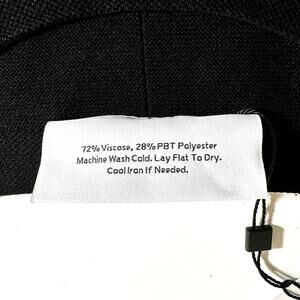 72% Viscose, 28% PBT Polyester
Machine Wash Cold. Lay Flat To Dry.
Cool Iron If Needed.